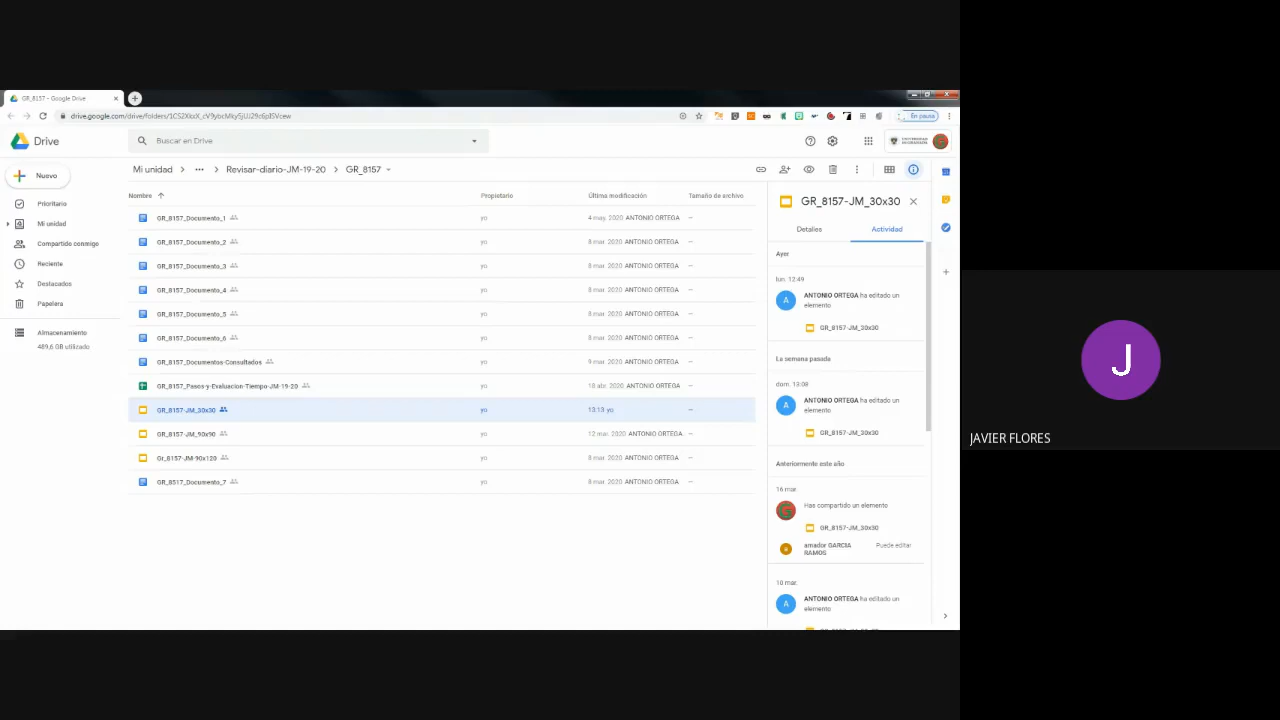 GR_8157 - Google Drive
En pausa
Drive
Buscar en Drive
Mi unidad
Revisar-diario-JM-19-20
GR_8157
Nuevo
Prioritario
Mi unidad
Compartido conmigo
Reciente
Destacados
Papelera
Almacenamiento
489,6 GB utilizado
Nombre Propietario Última modificación Tamaño de archivo
GR_8157_Documento_1 yo 4 may. 2020 ANTONIO ORTEGA –
GR_8157_Documento_2 yo 8 mar. 2020 ANTONIO ORTEGA –
GR_8157_Documento_3 yo 8 mar. 2020 ANTONIO ORTEGA –
GR_8157_Documento_4 yo 8 mar. 2020 ANTONIO ORTEGA –
GR_8157_Documento_5 yo 8 mar. 2020 ANTONIO ORTEGA –
GR_8157_Documento_6 yo 8 mar. 2020 ANTONIO ORTEGA –
GR_8157_Documentos-Consultados yo 9 mar. 2020 ANTONIO ORTEGA –
GR_8157_Pasos-y-Evaluacion-Tiempo-JM-19-20 yo 18 abr. 2020 ANTONIO ORTEGA –
GR_8157-JM_30x30 yo 13:13 yo –
GR_8157-JM_90x90 yo 12 mar. 2020 ANTONIO ORTEGA –
Gr_8157-JM-90x120 yo 8 mar. 2020 ANTONIO ORTEGA –
GR_8517_Documento_7 yo 8 mar. 2020 ANTONIO ORTEGA –
GR_8157-JM_30x30
Detalles Actividad
Ayer
lun. 12:49
A
ANTONIO ORTEGA ha editado un
elemento
GR_8157-JM_30x30
La semana pasada
dom. 13:08
A
ANTONIO ORTEGA ha editado un
elemento
GR_8157-JM_30x30
Anteriormente este año
16 mar.
Has compartido un elemento
GR_8157-JM_30x30
amador GARCIA
RAMOS
Puede editar
10 mar.
A
ANTONIO ORTEGA ha editado un
elemento
J
JAVIER FLORES